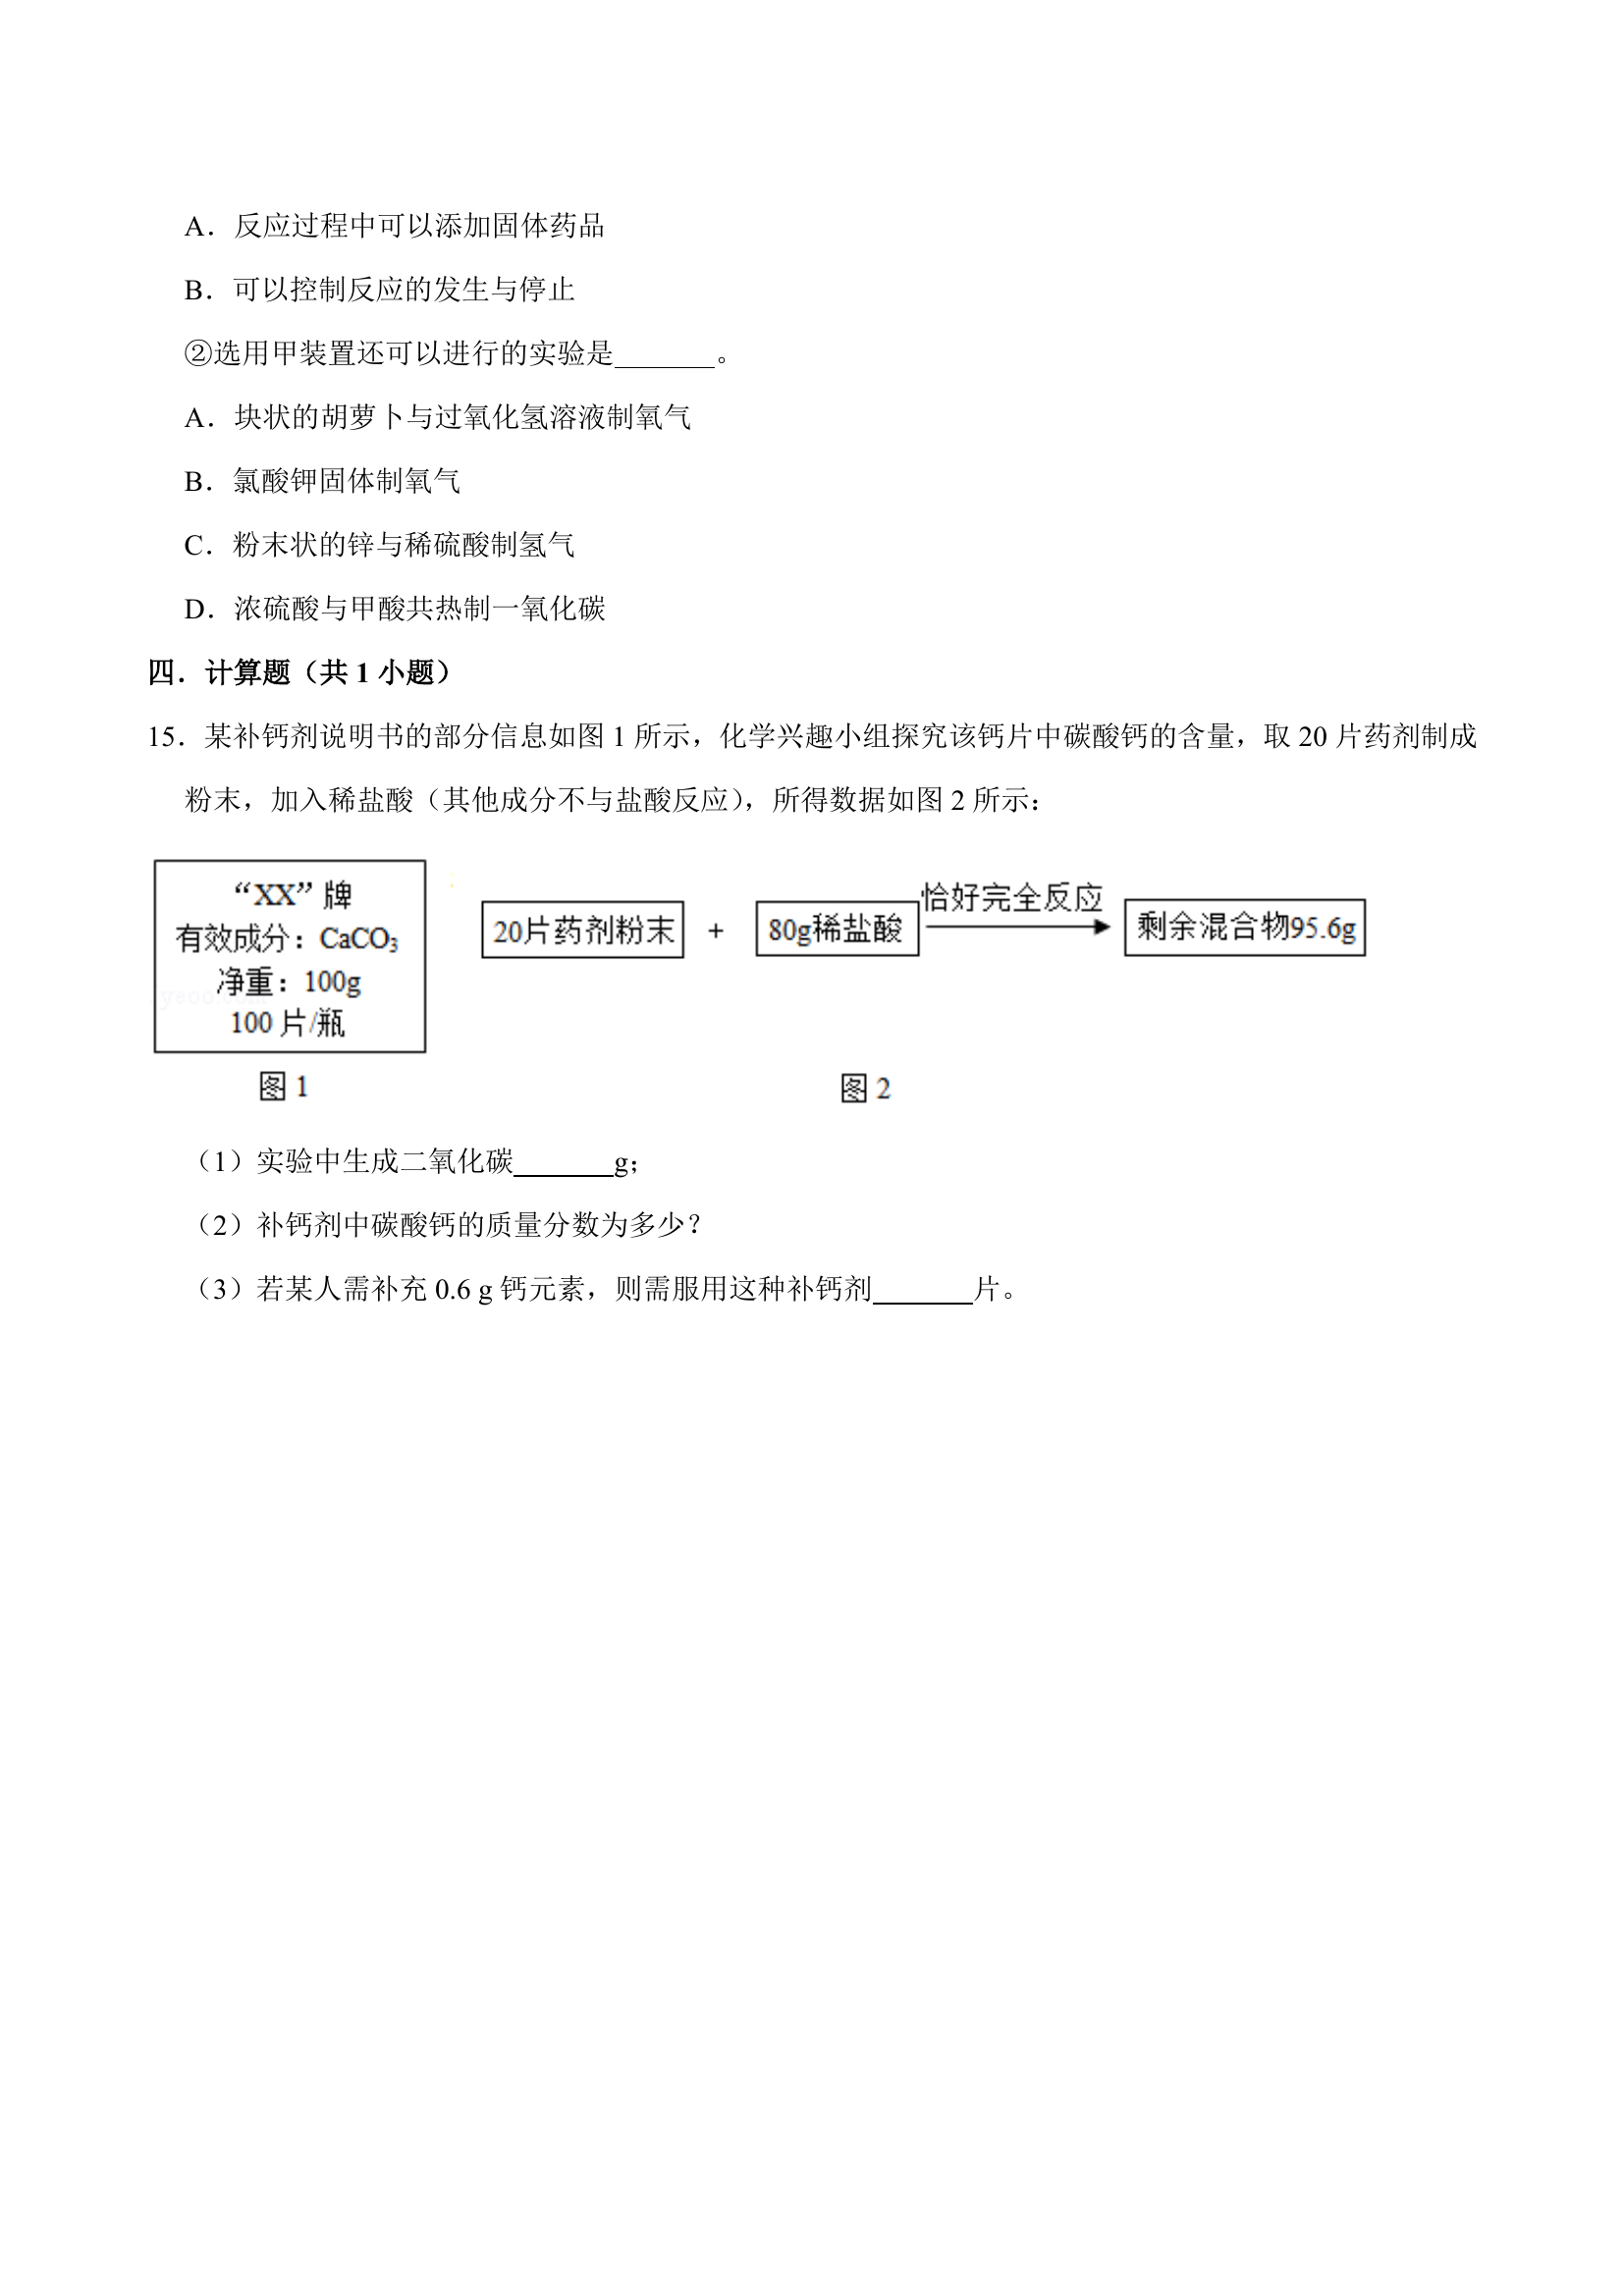 A．反应过程中可以添加固体药品
B．可以控制反应的发生与停止
②选用甲装置还可以进行的实验是_______。
A．块状的胡萝卜与过氧化氢溶液制氧气
B．氯酸钾固体制氧气
C．粉末状的锌与稀硫酸制氢气
D．浓硫酸与甲酸共热制一氧化碳
四．计算题（共 1 小题）
15．某补钙剂说明书的部分信息如图 1 所示，化学兴趣小组探究该钙片中碳酸钙的含量，取 20 片药剂制成
粉末，加入稀盐酸（其他成分不与盐酸反应），所得数据如图 2 所示：
“XX”牌
有效成分：CaCO₃
净重：100g
100 片/瓶
图 1
20片药剂粉末 + 80g稀盐酸 恰好完全反应 剩余混合物95.6g
图 2
（1）实验中生成二氧化碳_______g；
（2）补钙剂中碳酸钙的质量分数为多少？
（3）若某人需补充 0.6 g 钙元素，则需服用这种补钙剂_______片。